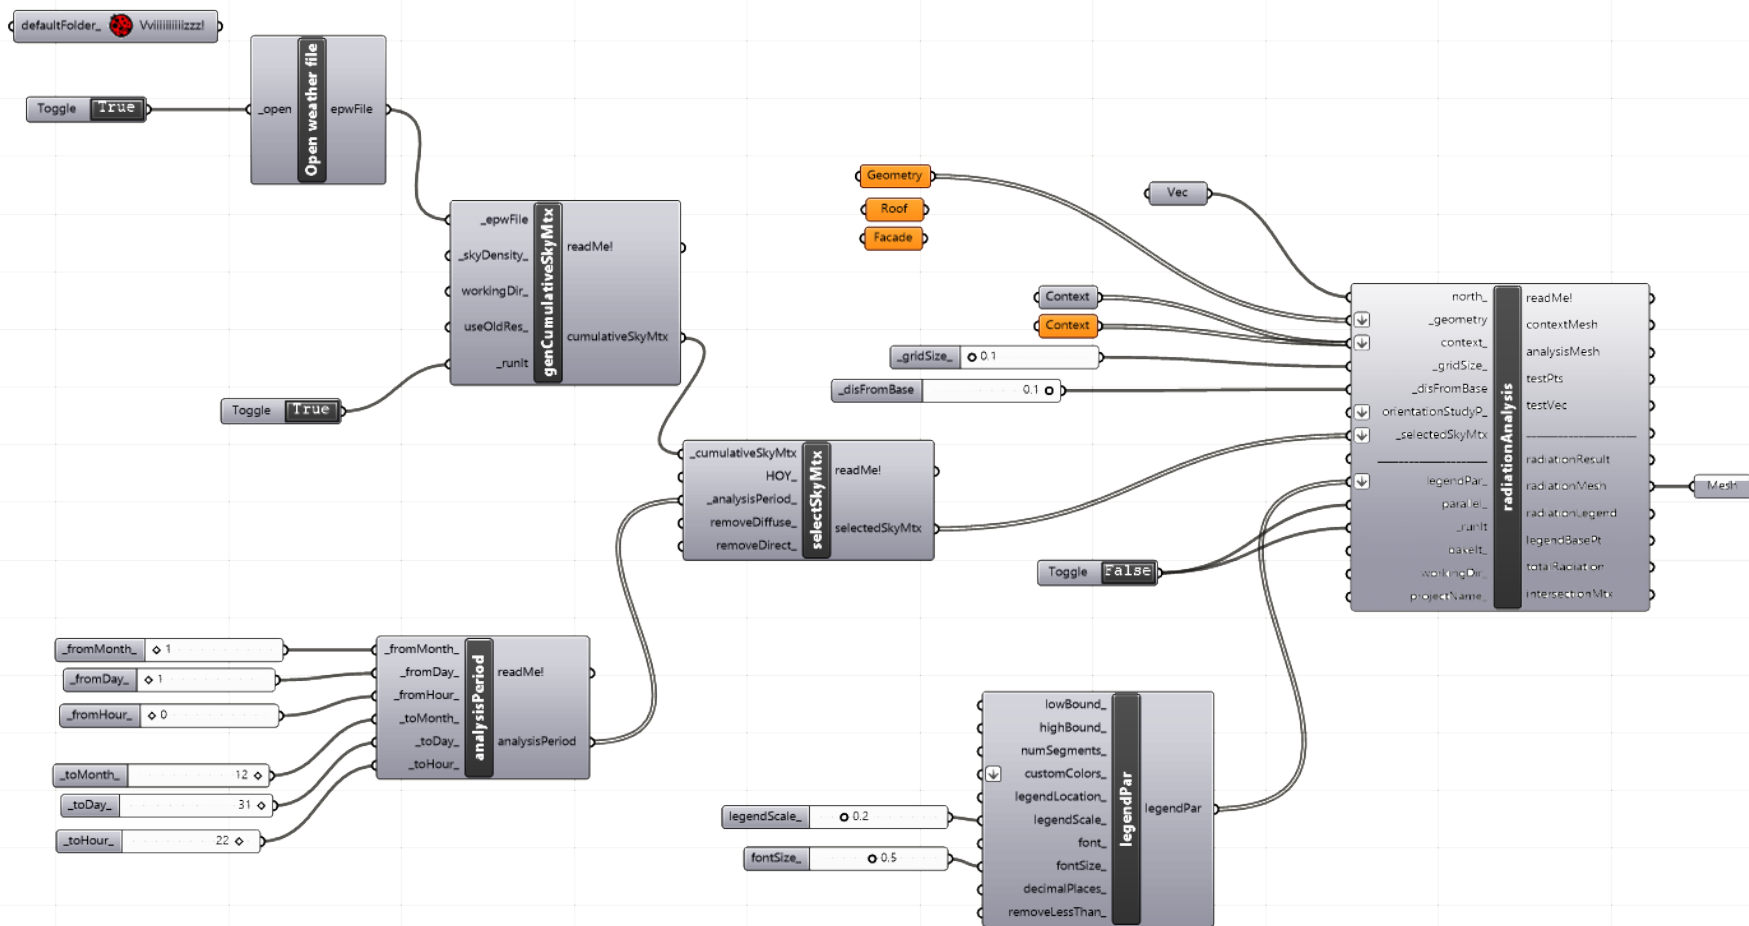 defaultFolder_ Vviiiiiiiiiizzz!
Toggle True
_open
Open weather file
epwFile
_epwFile
_skyDensity_
workingDir_
useOldRes_
_runIt
genCumulativeSkyMtx
readMe!
cumulativeSkyMtx
Toggle True
_cumulativeSkyMtx
HOY_
_analysisPeriod_
removeDiffuse_
removeDirect_
selectSkyMtx
readMe!
selectedSkyMtx
_fromMonth_ 1
_fromDay_ 1
_fromHour_ 0
_toMonth_ 12
_toDay_ 31
_toHour_ 22
_fromMonth_
_fromDay_
_fromHour_
_toMonth_
_toDay_
_toHour_
analysisPeriod
readMe!
analysisPeriod
Geometry
Roof
Facade
Vec
Context
Context
_gridSize_ 0.1
_disFromBase 0.1
Toggle False
north_
_geometry
context_
_gridSize_
_disFromBase
orientationStudyP_
_selectedSkyMtx
legendPar_
parallel_
_runIt
bakeIt_
workingDir_
projectName_
radiationAnalysis
readMe!
contextMesh
analysisMesh
testPts
testVec
radiationResult
radiationMesh
radiationLegend
legendBasePt
totalRadiation
intersectionMtx
Mesh
legendScale_ 0.2
fontSize_ 0.5
lowBound_
highBound_
numSegments_
customColors_
legendLocation_
legendScale_
font_
fontSize_
decimalPlaces_
removeLessThan_
legendPar
legendPar